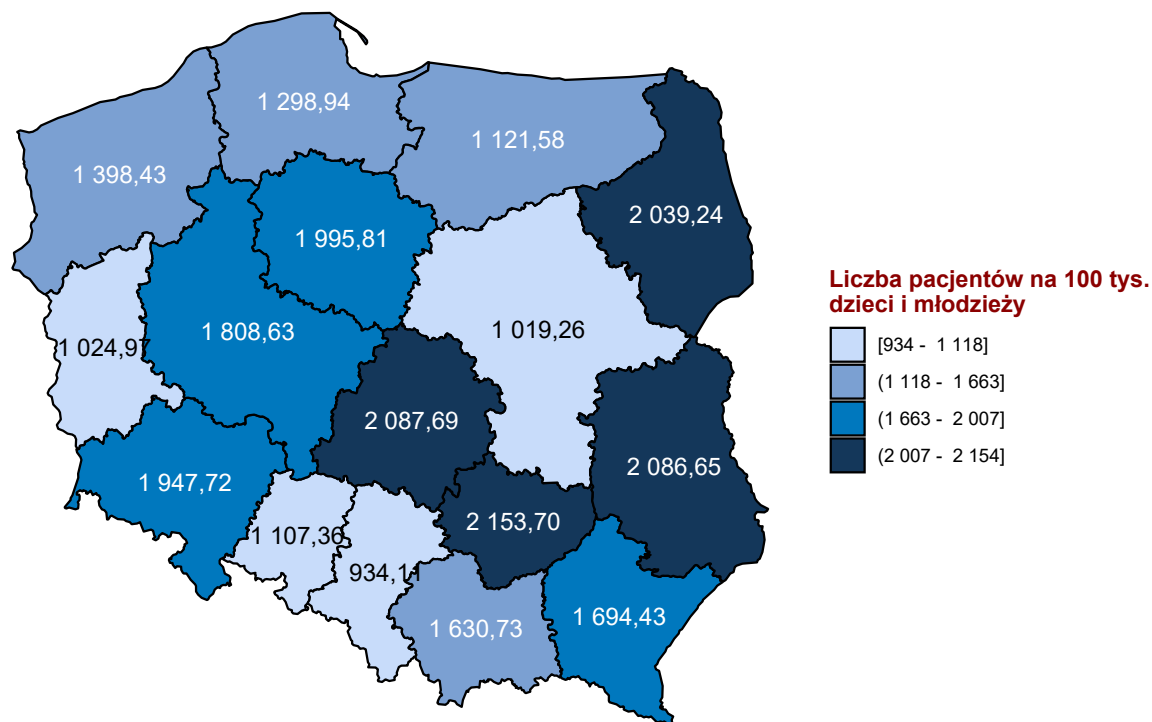 1 298,94
1 121,58
1 398,43
2 039,24
1 995,81
1 808,63
1 019,26
1 024,97
2 087,69
2 086,65
1 947,72
2 153,70
1 107,36
934,11
1 630,73
1 694,43
Liczba pacjentów na 100 tys.
dzieci i młodzieży
[934 - 1 118]
(1 118 - 1 663]
(1 663 - 2 007]
(2 007 - 2 154]